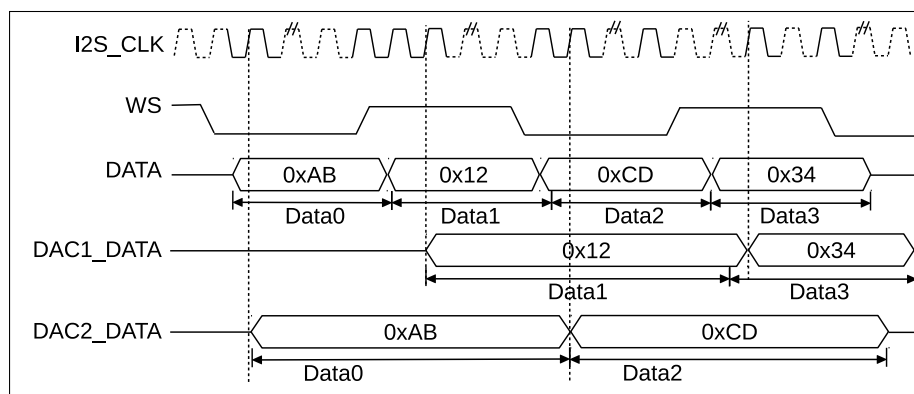 I2S_CLK
WS
DATA 0xAB 0x12 0xCD 0x34
Data0 Data1 Data2 Data3
DAC1_DATA 0x12 0x34
Data1 Data3
DAC2_DATA 0xAB 0xCD
Data0 Data2